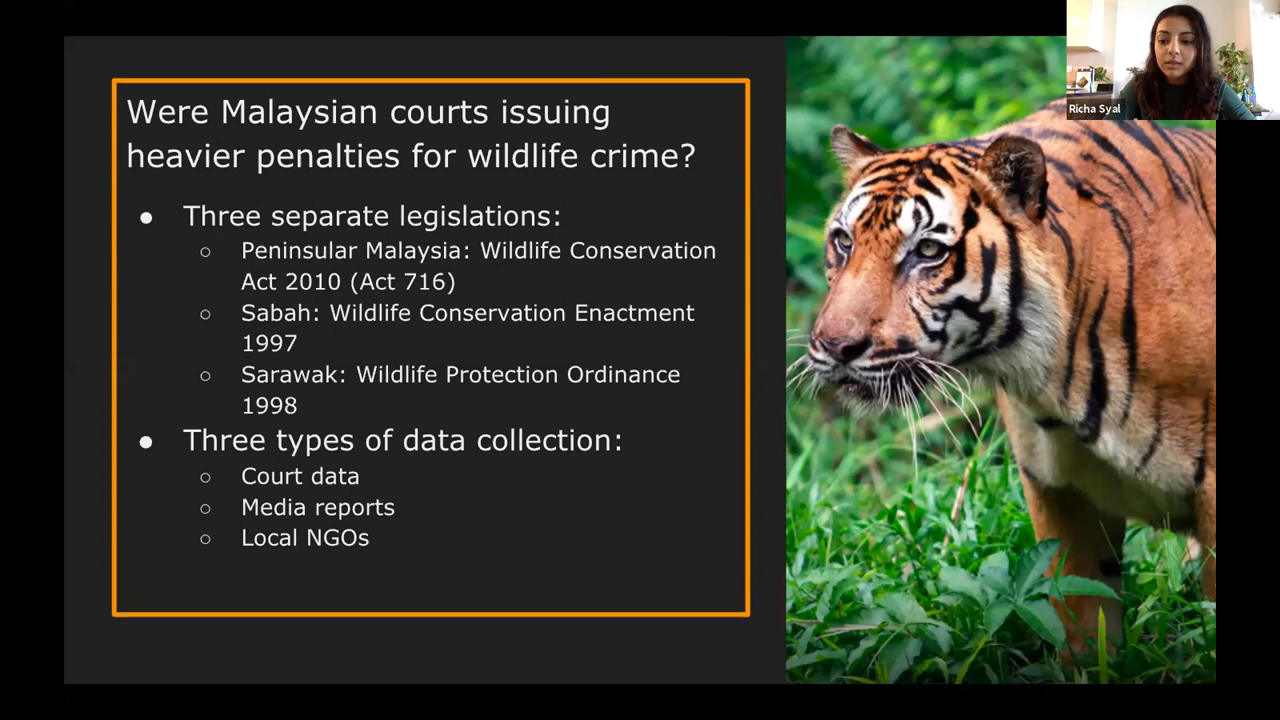 Were Malaysian courts issuing
heavier penalties for wildlife crime?
● Three separate legislations:
○ Peninsular Malaysia: Wildlife Conservation
Act 2010 (Act 716)
○ Sabah: Wildlife Conservation Enactment
1997
○ Sarawak: Wildlife Protection Ordinance
1998
● Three types of data collection:
○ Court data
○ Media reports
○ Local NGOs
Richa Syal